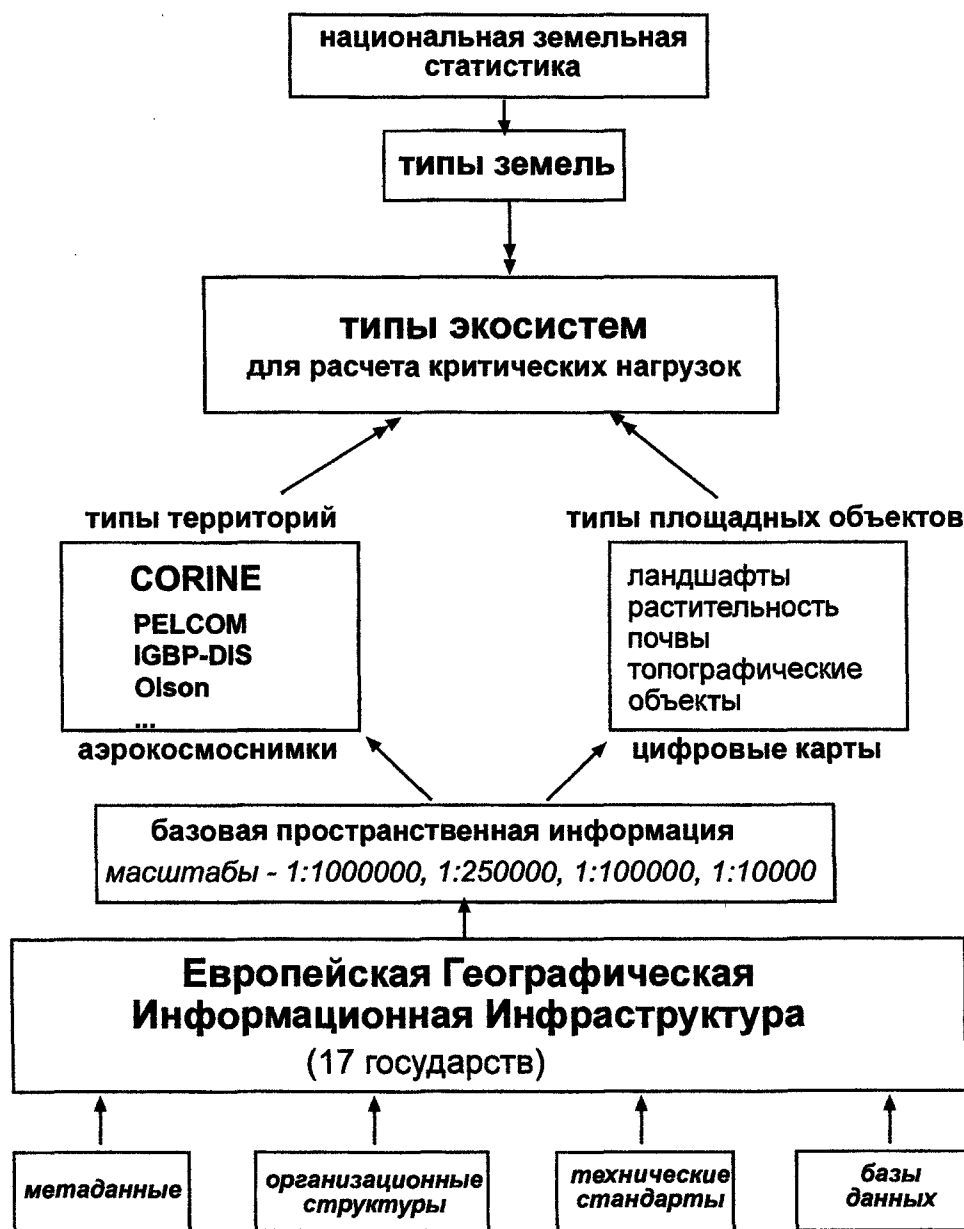 национальная земельная
статистика
типы земель
типы экосистем
для расчета критических нагрузок
типы территорий
CORINE
PELCOM
IGBP-DIS
Olson
...
аэрокосмоснимки
типы площадных объектов
ландшафты
растительность
почвы
топографические
объекты
цифровые карты
базовая пространственная информация
масштабы - 1:1000000, 1:250000, 1:100000, 1:10000
Европейская Географическая
Информационная Инфраструктура
(17 государств)
метаданные
организационные
структуры
технические
стандарты
базы
данных